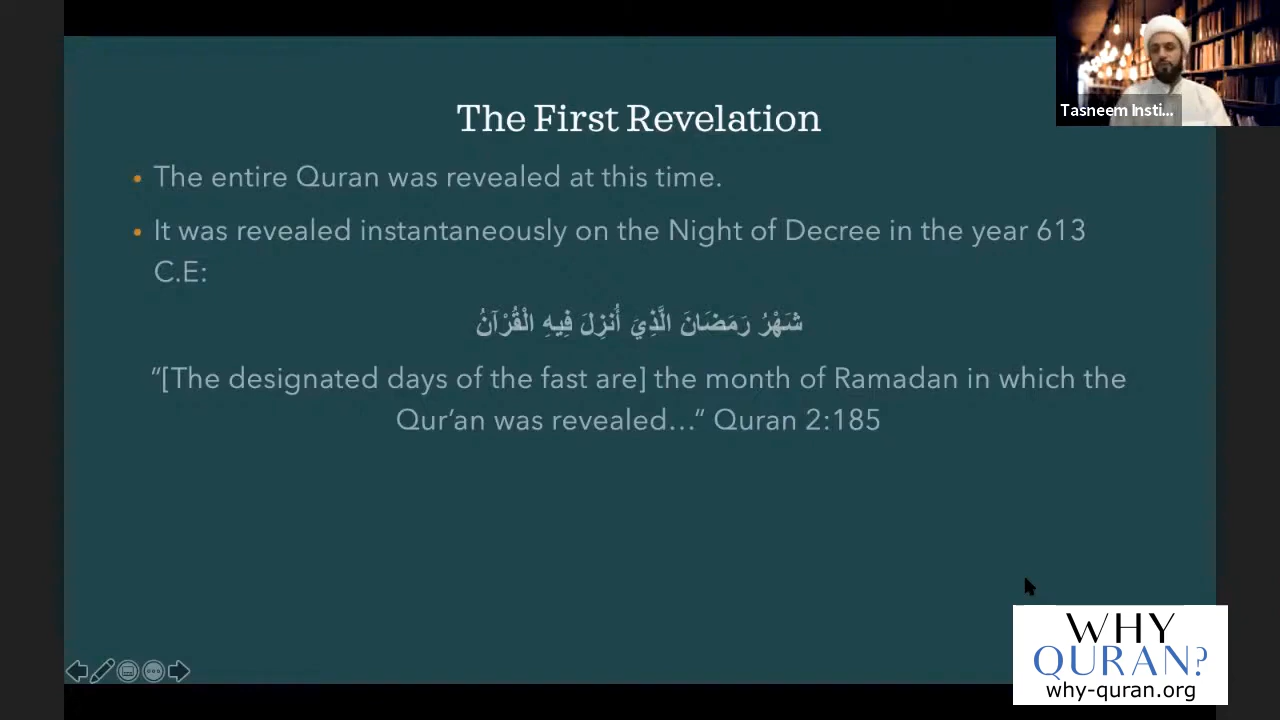 Tasneem Insti...
The First Revelation
• The entire Quran was revealed at this time.
• It was revealed instantaneously on the Night of Decree in the year 613
C.E:
شَهْرُ رَمَضَانَ الَّذِيَ أُنزِلَ فِيهِ الْقُرْآنُ
“[The designated days of the fast are] the month of Ramadan in which the
Qur’an was revealed…“ Quran 2:185
WHY
QURAN?
why-quran.org